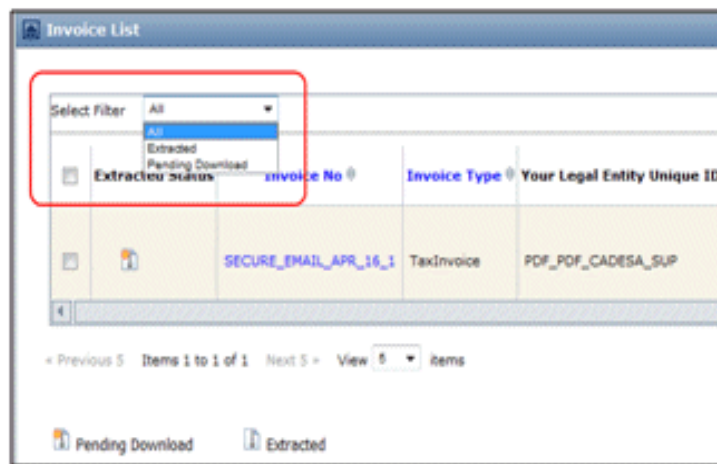 Invoice List
Select Filter All
All
Extracted
Pending Download
Extracted Status Invoice No Invoice Type Your Legal Entity Unique ID
SECURE_EMAIL_APR_16_1 TaxInvoice PDF_PDF_CADESA_SUP
« Previous 5 Items 1 to 1 of 1 Next 5 » View 5 items
Pending Download Extracted